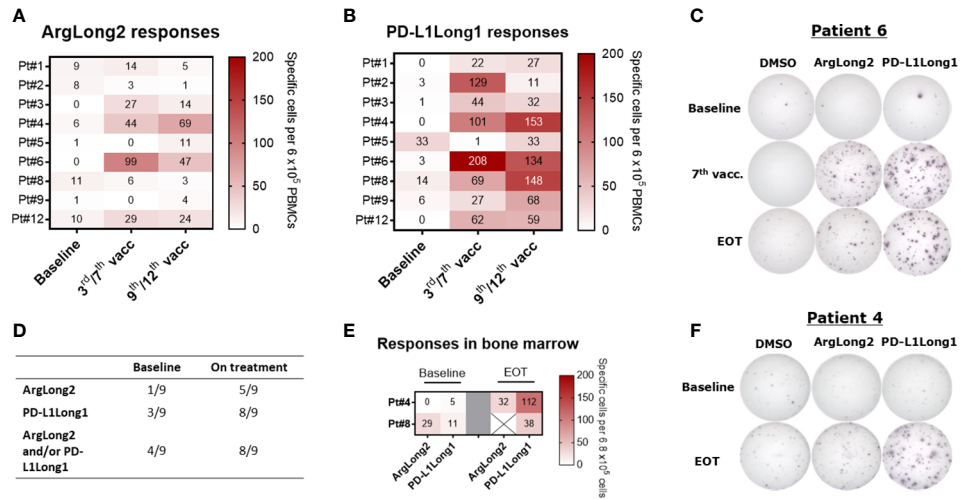 A
ArgLong2 responses
Pt#1 9 14 5
Pt#2 8 3 1
Pt#3 0 27 14
Pt#4 6 44 69
Pt#5 1 0 11
Pt#6 0 99 47
Pt#8 11 6 3
Pt#9 1 0 4
Pt#12 10 29 24
Baseline
3rd/7th vacc
9th/12th vacc
200
150
100
50
0
Specific cells per 6 x10⁵ PBMCs
B
PD-L1Long1 responses
Pt#1 0 22 27
Pt#2 3 129 11
Pt#3 1 44 32
Pt#4 0 101 153
Pt#5 33 1 33
Pt#6 3 208 134
Pt#8 14 69 148
Pt#9 6 27 68
Pt#12 0 62 59
Baseline
3rd/7th vacc
9th/12th vacc
200
150
100
50
0
Specific cells per 6 x10⁵ PBMCs
C
Patient 6
DMSO ArgLong2 PD-L1Long1
Baseline
7th vacc.
EOT
D
Baseline On treatment
ArgLong2 1/9 5/9
PD-L1Long1 3/9 8/9
ArgLong2
and/or PD- 4/9 8/9
L1Long1
E
Responses in bone marrow
Baseline EOT
Pt#4 0 5 32 112
Pt#8 29 11 38
ArgLong2
PD-L1Long1
ArgLong2
PD-L1Long1
200
150
100
50
0
Specific cells per 6 8 x10⁵ cells
F
Patient 4
DMSO ArgLong2 PD-L1Long1
Baseline
EOT